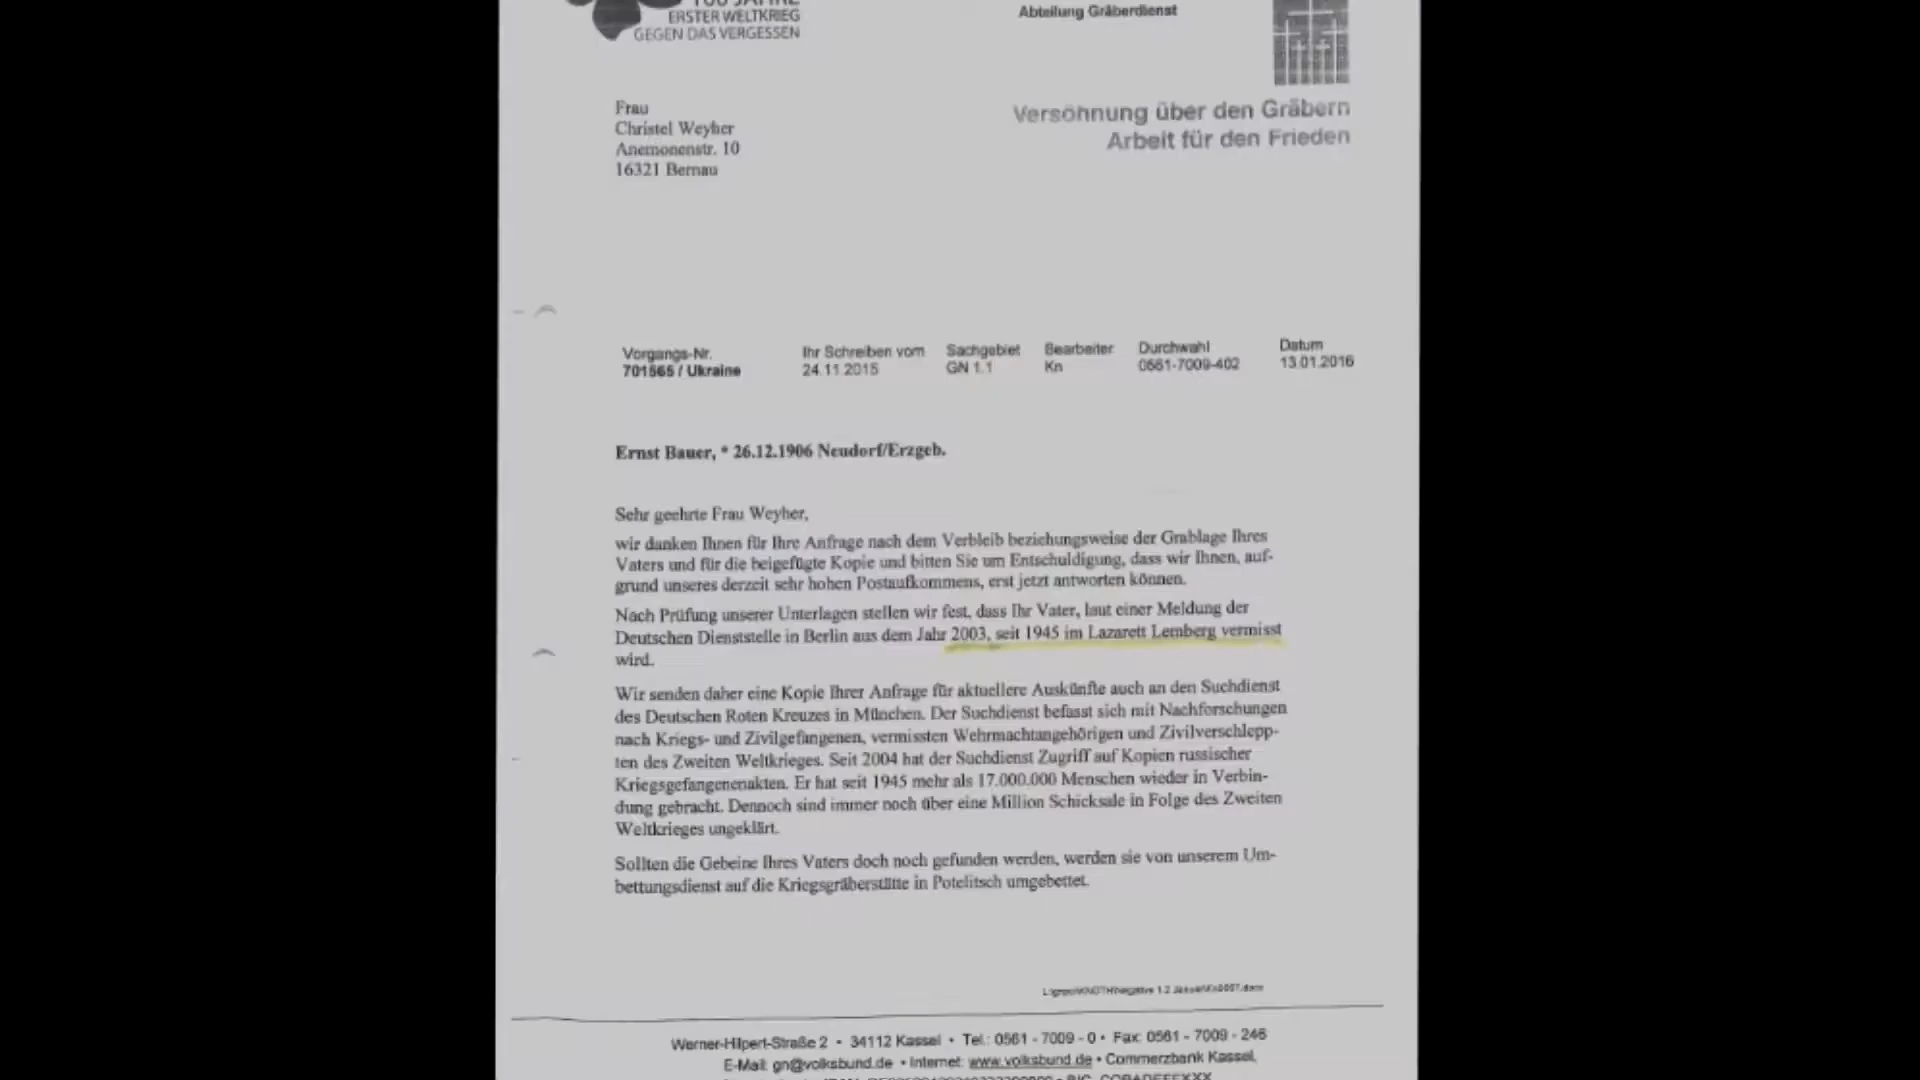 100 JAHRE
ERSTER WELTKRIEG
GEGEN DAS VERGESSEN
Abteilung Gräberdienst
Versöhnung über den Gräbern
Arbeit für den Frieden
Frau
Christel Weyher
Anemonenstr. 10
16321 Bernau
Vorgangs-Nr. Ihr Schreiben vom Sachgebiet Bearbeiter Durchwahl Datum
701565 / Ukraine 24.11.2015 GN 1.1 Kn 0561-7009-402 13.01.2016
Ernst Bauer, * 26.12.1906 Neudorf/Erzgeb.
Sehr geehrte Frau Weyher,
wir danken Ihnen für Ihre Anfrage nach dem Verbleib beziehungsweise der Grablage Ihres
Vaters und für die beigefügte Kopie und bitten Sie um Entschuldigung, dass wir Ihnen, auf-
grund unseres derzeit sehr hohen Postaufkommens, erst jetzt antworten können.
Nach Prüfung unserer Unterlagen stellen wir fest, dass Ihr Vater, laut einer Meldung der
Deutschen Dienststelle in Berlin aus dem Jahr 2003, seit 1945 im Lazarett Lemberg vermisst
wird.
Wir senden daher eine Kopie Ihrer Anfrage für aktuellere Auskünfte auch an den Suchdienst
des Deutschen Roten Kreuzes in München. Der Suchdienst befasst sich mit Nachforschungen
nach Kriegs- und Zivilgefangenen, vermissten Wehrmachtangehörigen und Zivilverschlepp-
ten des Zweiten Weltkrieges. Seit 2004 hat der Suchdienst Zugriff auf Kopien russischer
Kriegsgefangenenakten. Er hat seit 1945 mehr als 17.000.000 Menschen wieder in Verbin-
dung gebracht. Dennoch sind immer noch über eine Million Schicksale in Folge des Zweiten
Weltkrieges ungeklärt.
Sollten die Gebeine Ihres Vaters doch noch gefunden werden, werden sie von unserem Um-
bettungsdienst auf die Kriegsgräberstätte in Potelitsch umgebettet.
Werner-Hilpert-Straße 2 • 34112 Kassel • Tel.: 0561 - 7009 - 0 • Fax: 0561 - 7009 - 246
E-Mail: gn@volksbund.de • Internet: www.volksbund.de • Commerzbank Kassel,